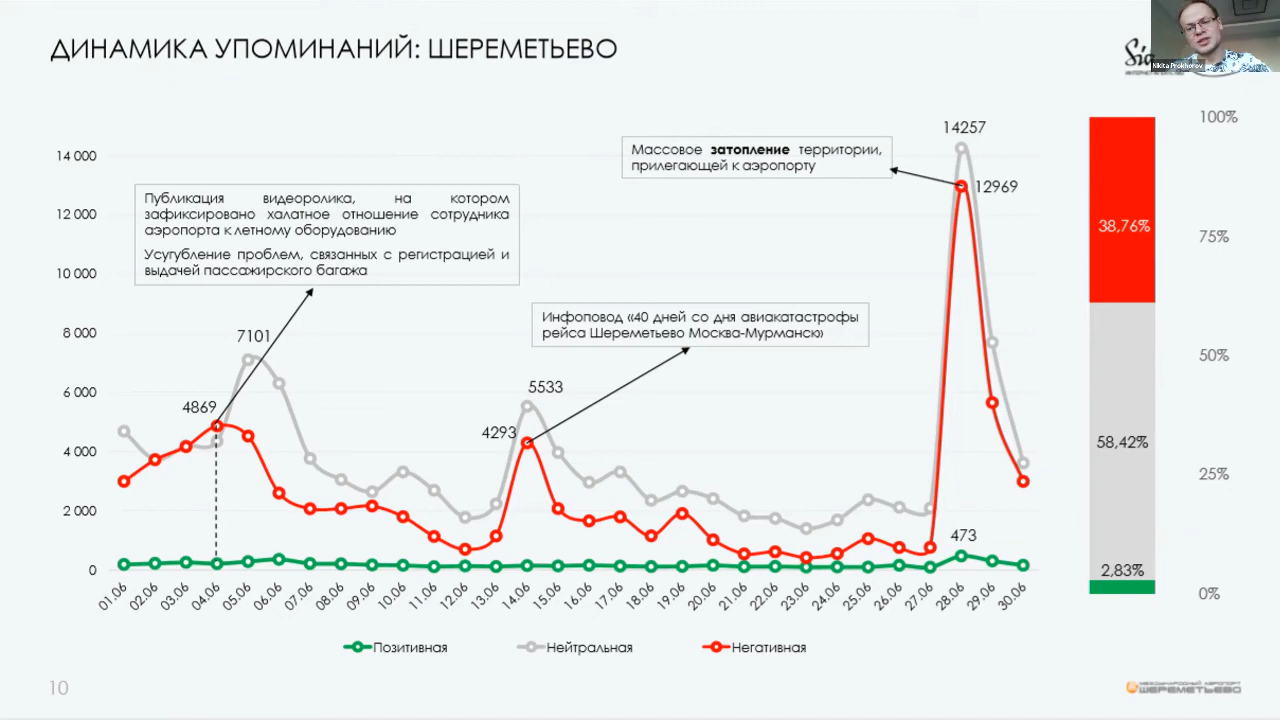 ДИНАМИКА УПОМИНАНИЙ: ШЕРЕМЕТЬЕВО
Nikita Prokhorov
14 000
12 000
10 000
8 000
6 000
4 000
2 000
0
Публикация видеоролика, на котором
зафиксировано халатное отношение сотрудника
аэропорта к летному оборудованию
Усугубление проблем, связанных с регистрацией и
выдачей пассажирского багажа
Массовое затопление территории,
прилегающей к аэропорту
Инфоповод «40 дней со дня авиакатастрофы
рейса Шереметьево Москва-Мурманск»
4869
7101
4293
5533
14257
12969
473
01.06 02.06 03.06 04.06 05.06 06.06 07.06 08.06 09.06 10.06 11.06 12.06 13.06 14.06 15.06 16.06 17.06 18.06 19.06 20.06 21.06 22.06 23.06 24.06 25.06 26.06 27.06 28.06 29.06 30.06
Позитивная Нейтральная Негативная
38,76%
58,42%
2,83%
100%
75%
50%
25%
0%
10
МЕЖДУНАРОДНЫЙ АЭРОПОРТ
ШЕРЕМЕТЬЕВО